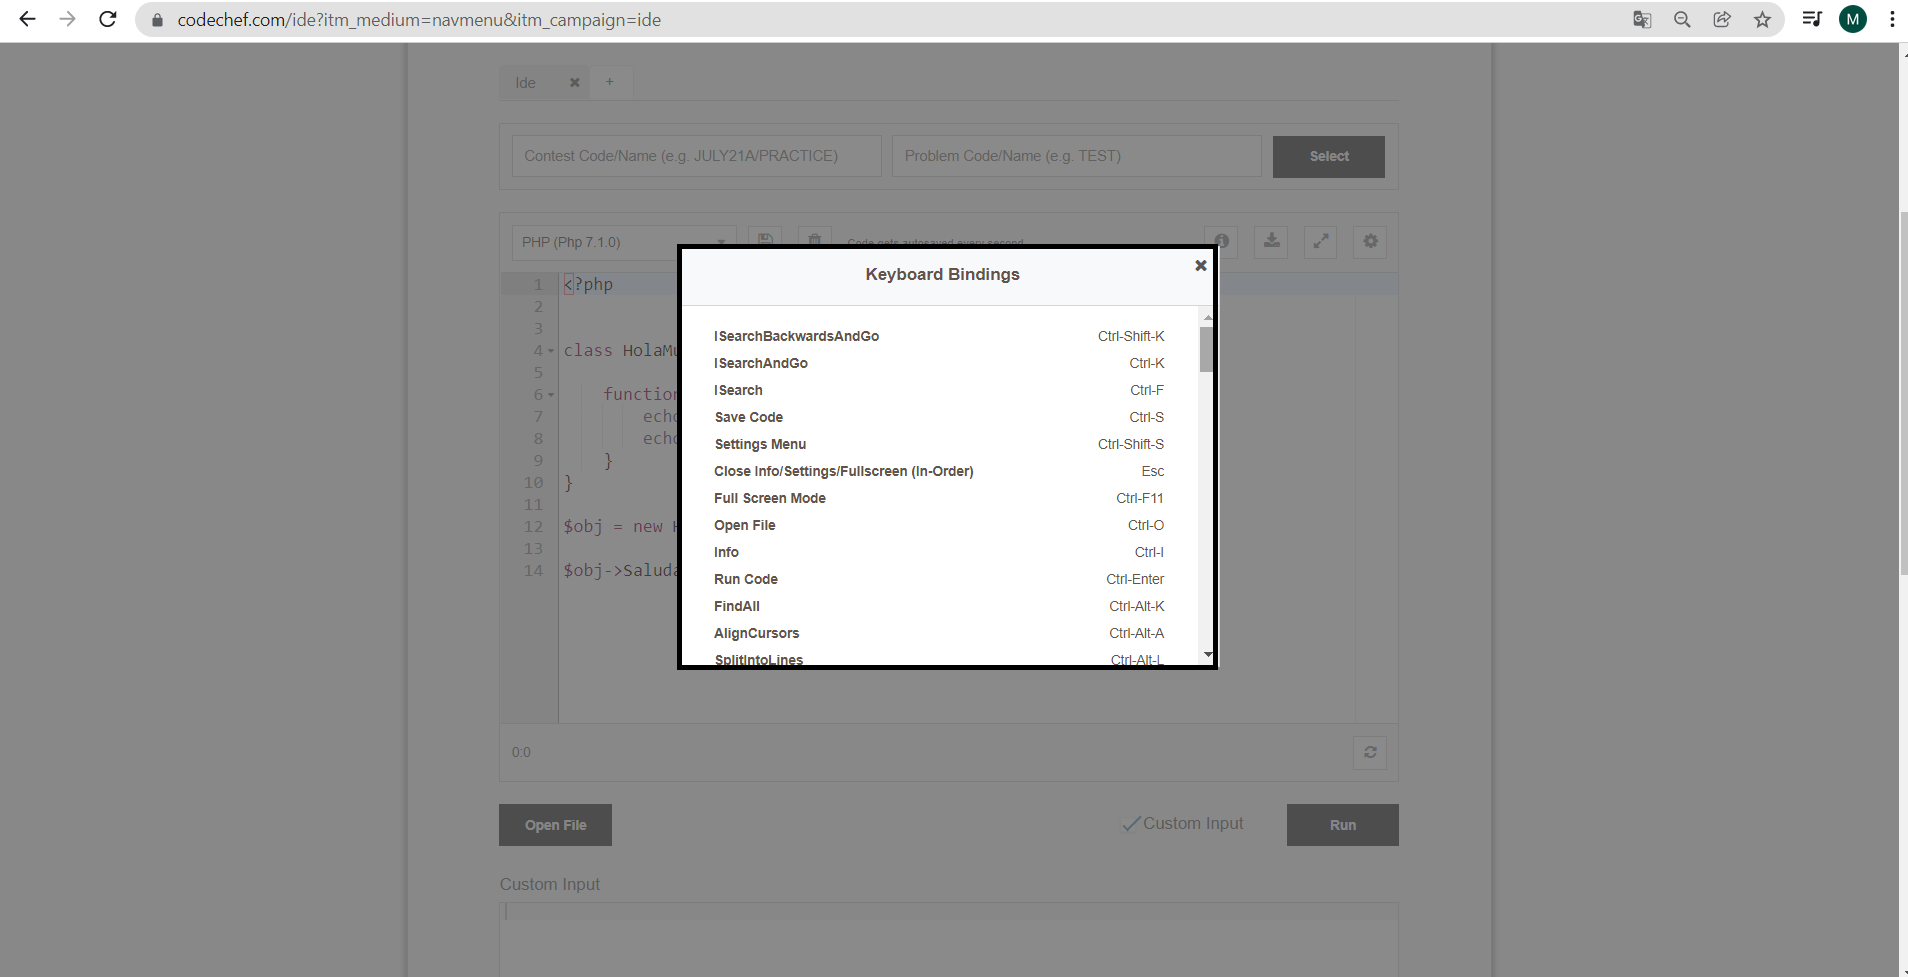 codechef.com/ide?itm_medium=navmenu&itm_campaign=ide
M
Ide
+
Contest Code/Name (e.g. JULY21A/PRACTICE)
Problem Code/Name (e.g. TEST)
Select
PHP (Php 7.1.0)
Code gets autosaved every second
Keyboard Bindings
ISearchBackwardsAndGo Ctrl-Shift-K
ISearchAndGo Ctrl-K
ISearch Ctrl-F
Save Code Ctrl-S
Settings Menu Ctrl-Shift-S
Close Info/Settings/Fullscreen (In-Order) Esc
Full Screen Mode Ctrl-F11
Open File Ctrl-O
Info Ctrl-I
Run Code Ctrl-Enter
FindAll Ctrl-Alt-K
AlignCursors Ctrl-Alt-A
SplitIntoLines Ctrl-Alt-L
1 <?php
2
3
4 class HolaMu
5
6 function
7 echo
8 echo
9 }
10 }
11
12 $obj = new H
13
14 $obj->Saluda
0:0
Open File
Custom Input
Run
Custom Input